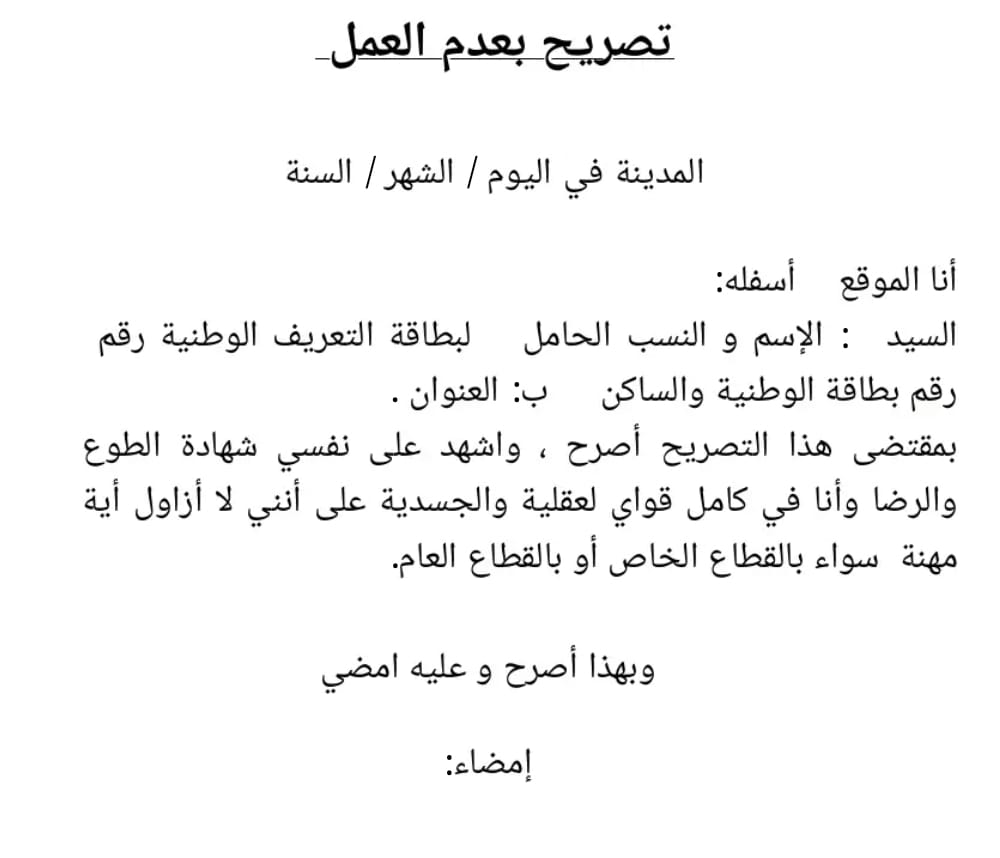 تصريح بعدم العمل
المدينة في اليوم / الشهر / السنة
أنا الموقع أسفله:
السيد : الإسم و النسب الحامل لبطاقة التعريف الوطنية رقم
رقم بطاقة الوطنية والساكن ب: العنوان .
بمقتضى هذا التصريح أصرح ، واشهد على نفسي شهادة الطوع
والرضا وأنا في كامل قواي لعقلية والجسدية على أنني لا أزاول أية
مهنة سواء بالقطاع الخاص أو بالقطاع العام.
وبهذا أصرح و عليه امضي
إمضاء: